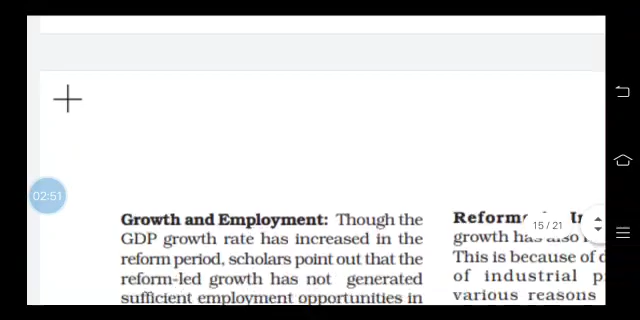 02:51
Growth and Employment: Though the
GDP growth rate has increased in the
reform period, scholars point out that the
reform-led growth has not generated
sufficient employment opportunities in
15 / 21
growth has also
This is because of
of industrial
various reasons